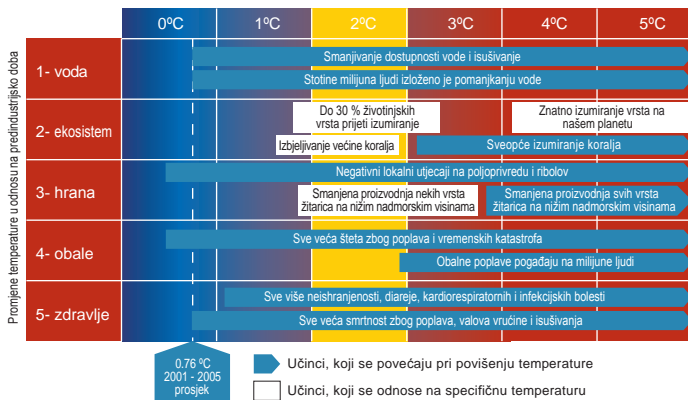 Promjene temperature u odnosu na predindustrijsko doba
0ºC 1ºC 2ºC 3ºC 4ºC 5ºC
1- voda
Smanjivanje dostupnosti vode i isušivanje
Stotine milijuna ljudi izloženo je pomanjkanju vode
2- ekosistem
Do 30 % životinjskih
vrsta prijeti izumiranje
Znatno izumiranje vrsta na
našem planetu
Izbjeljivanje većine koralja
Sveopće izumiranje koralja
3- hrana
Negativni lokalni utjecaji na poljoprivredu i ribolov
Smanjena proizvodnja nekih vrsta
žitarica na nižim nadmorskim visinama
Smanjena proizvodnja svih vrsta
žitarica na nižim nadmorskim visinama
4- obale
Sve veća šteta zbog poplava i vremenskih katastrofa
Obalne poplave pogađaju na milijune ljudi
5- zdravlje
Sve više neishranjenosti, diareje, kardiorespiratornih i infekcijskih bolesti
Sve veća smrtnost zbog poplava, valova vrućine i isušivanja
0.76 ºC
2001 - 2005
prosjek
Učinci, koji se povećaju pri povišenju temperature
Učinci, koji se odnose na specifičnu temperaturu